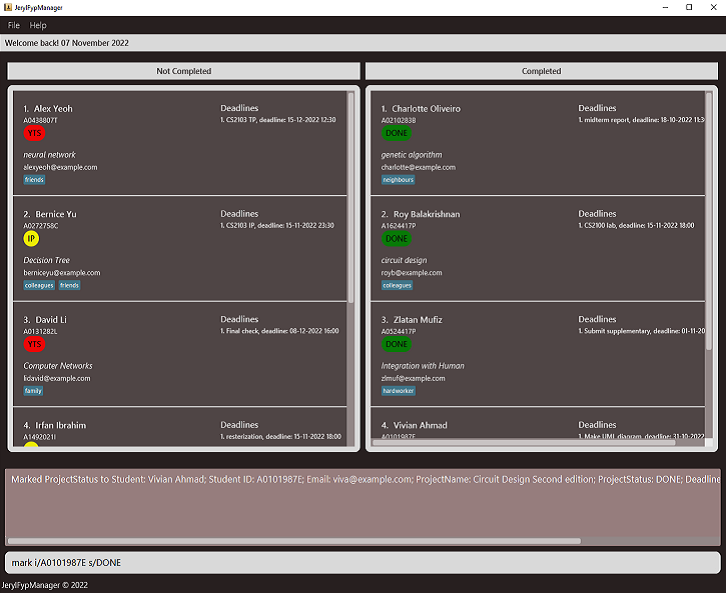 JerylFypManager
File Help
Welcome back! 07 November 2022
Not Completed
1. Alex Yeoh
A0438807T
YTS
neural network
alexyeoh@example.com
friends
Deadlines
1. CS2103 TP, deadline: 15-12-2022 12:30
2. Bernice Yu
A0272758C
IP
Decision Tree
berniceyu@example.com
colleagues friends
Deadlines
1. CS2103 IP, deadline: 15-11-2022 23:30
3. David Li
A0131282L
YTS
Computer Networks
lidavid@example.com
family
Deadlines
1. Final check, deadline: 08-12-2022 16:00
4. Irfan Ibrahim
A1492021I
Deadlines
1. resterization, deadline: 15-11-2022 18:00
Completed
1. Charlotte Oliveiro
A0210283B
DONE
genetic algorithm
charlotte@example.com
neighbours
Deadlines
1. midterm report, deadline: 18-10-2022 11:3
2. Roy Balakrishnan
A1624417P
DONE
circuit design
royb@example.com
colleagues
Deadlines
1. CS2100 lab, deadline: 15-11-2022 18:00
3. Zlatan Mufiz
A0524417P
DONE
Integration with Human
zlmuf@example.com
hardworker
Deadlines
1. Submit supplementary, deadline: 01-11-20
4. Vivian Ahmad
A0101987E
Deadlines
1. Make UML diagram, deadline: 31-10-2022
Marked ProjectStatus to Student: Vivian Ahmad; Student ID: A0101987E; Email: viva@example.com; ProjectName: Circuit Design Second edition; ProjectStatus: DONE; Deadline
mark i/A0101987E s/DONE
JerylFypManager © 2022